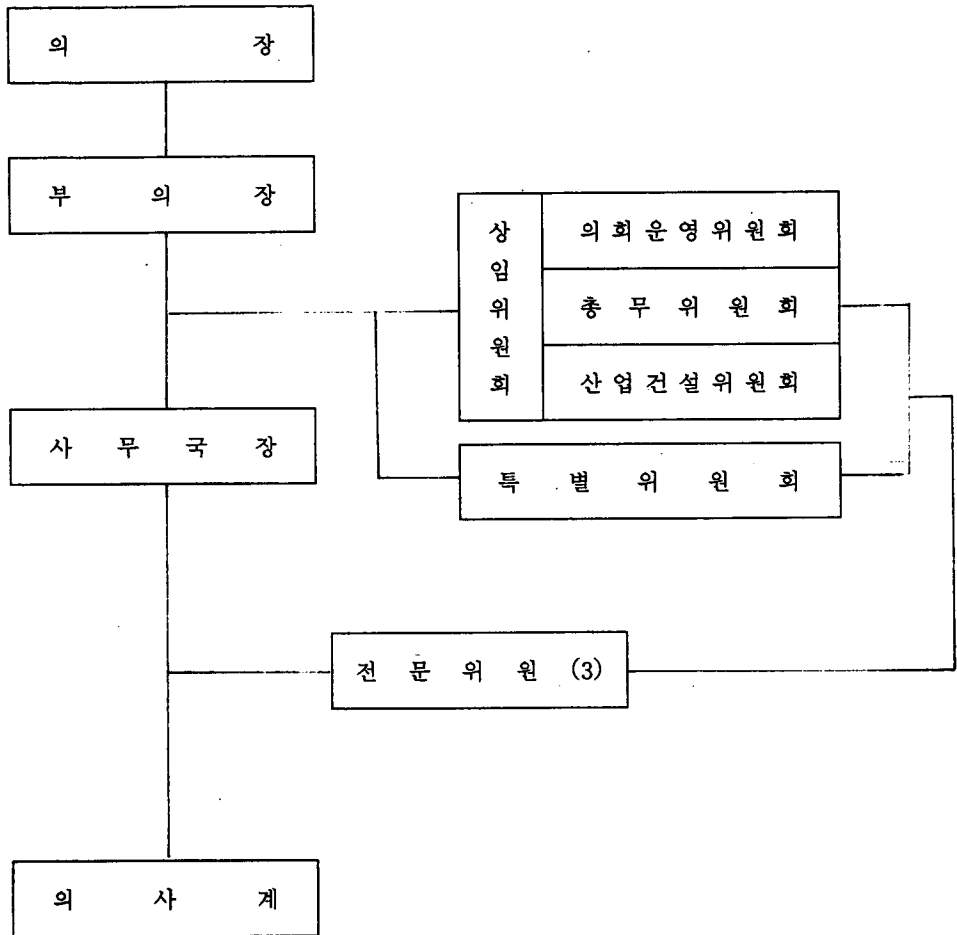 의 장
부 의 장
상임위원회
의회운영위원회
총 무 위 원 회
산업건설위원회
사 무 국 장
특 별 위 원 회
전 문 위 원 (3)
의 사 계